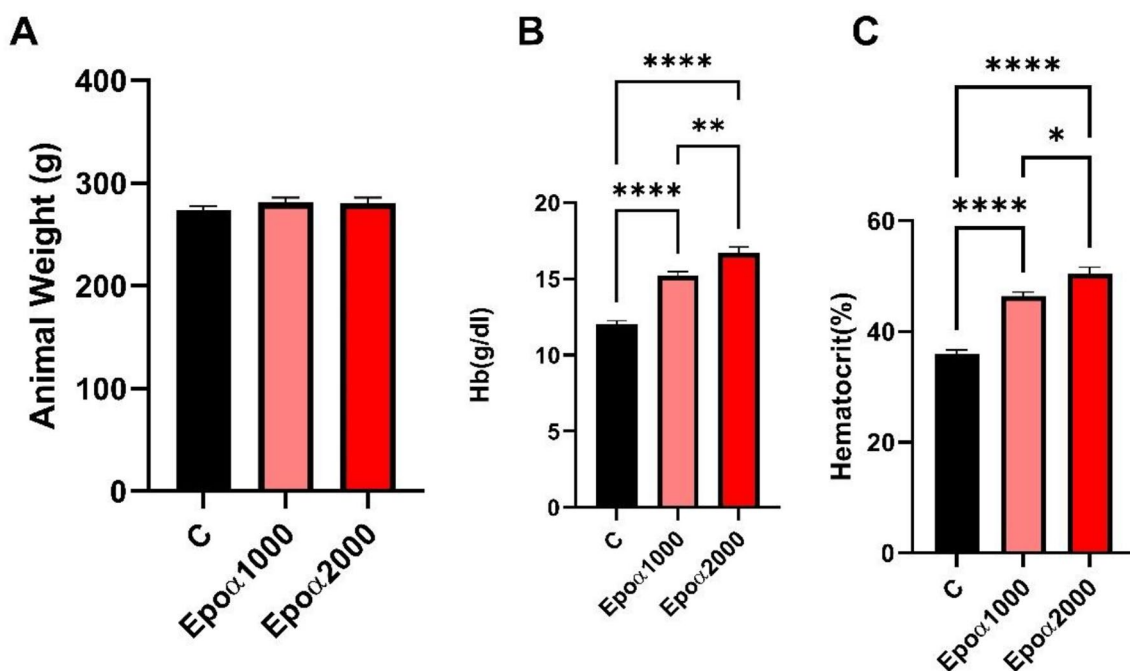 A
Animal Weight (g)
400
300
200
100
0
C
Epoα1000
Epoα2000
B
****
**
****
Hb(g/dl)
20
15
10
5
0
C
Epoα1000
Epoα2000
C
****
*
****
Hematocrit(%)
60
40
20
0
C
Epoα1000
Epoα2000